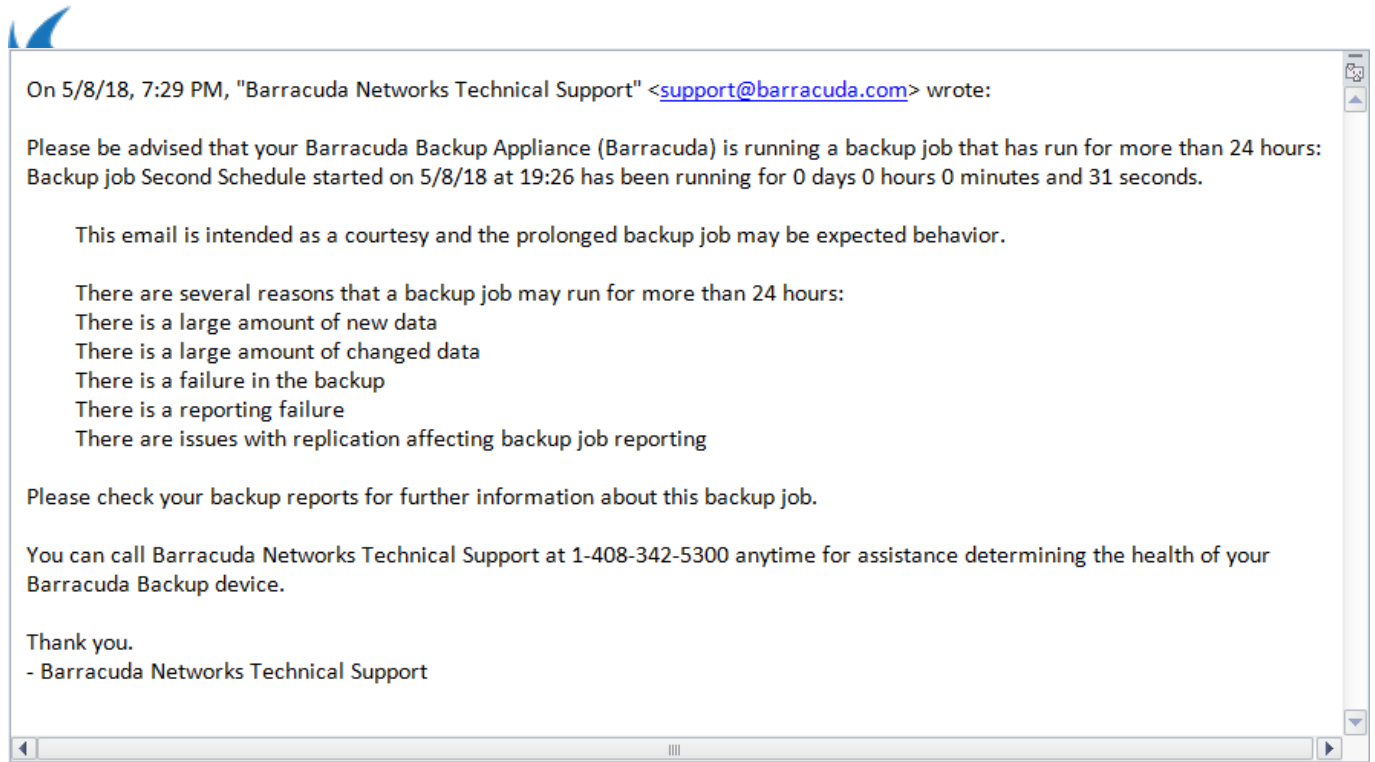 On 5/8/18, 7:29 PM, "Barracuda Networks Technical Support" <support@barracuda.com> wrote:
Please be advised that your Barracuda Backup Appliance (Barracuda) is running a backup job that has run for more than 24 hours:
Backup job Second Schedule started on 5/8/18 at 19:26 has been running for 0 days 0 hours 0 minutes and 31 seconds.
This email is intended as a courtesy and the prolonged backup job may be expected behavior.
There are several reasons that a backup job may run for more than 24 hours:
There is a large amount of new data
There is a large amount of changed data
There is a failure in the backup
There is a reporting failure
There are issues with replication affecting backup job reporting
Please check your backup reports for further information about this backup job.
You can call Barracuda Networks Technical Support at 1-408-342-5300 anytime for assistance determining the health of your
Barracuda Backup device.
Thank you.
- Barracuda Networks Technical Support